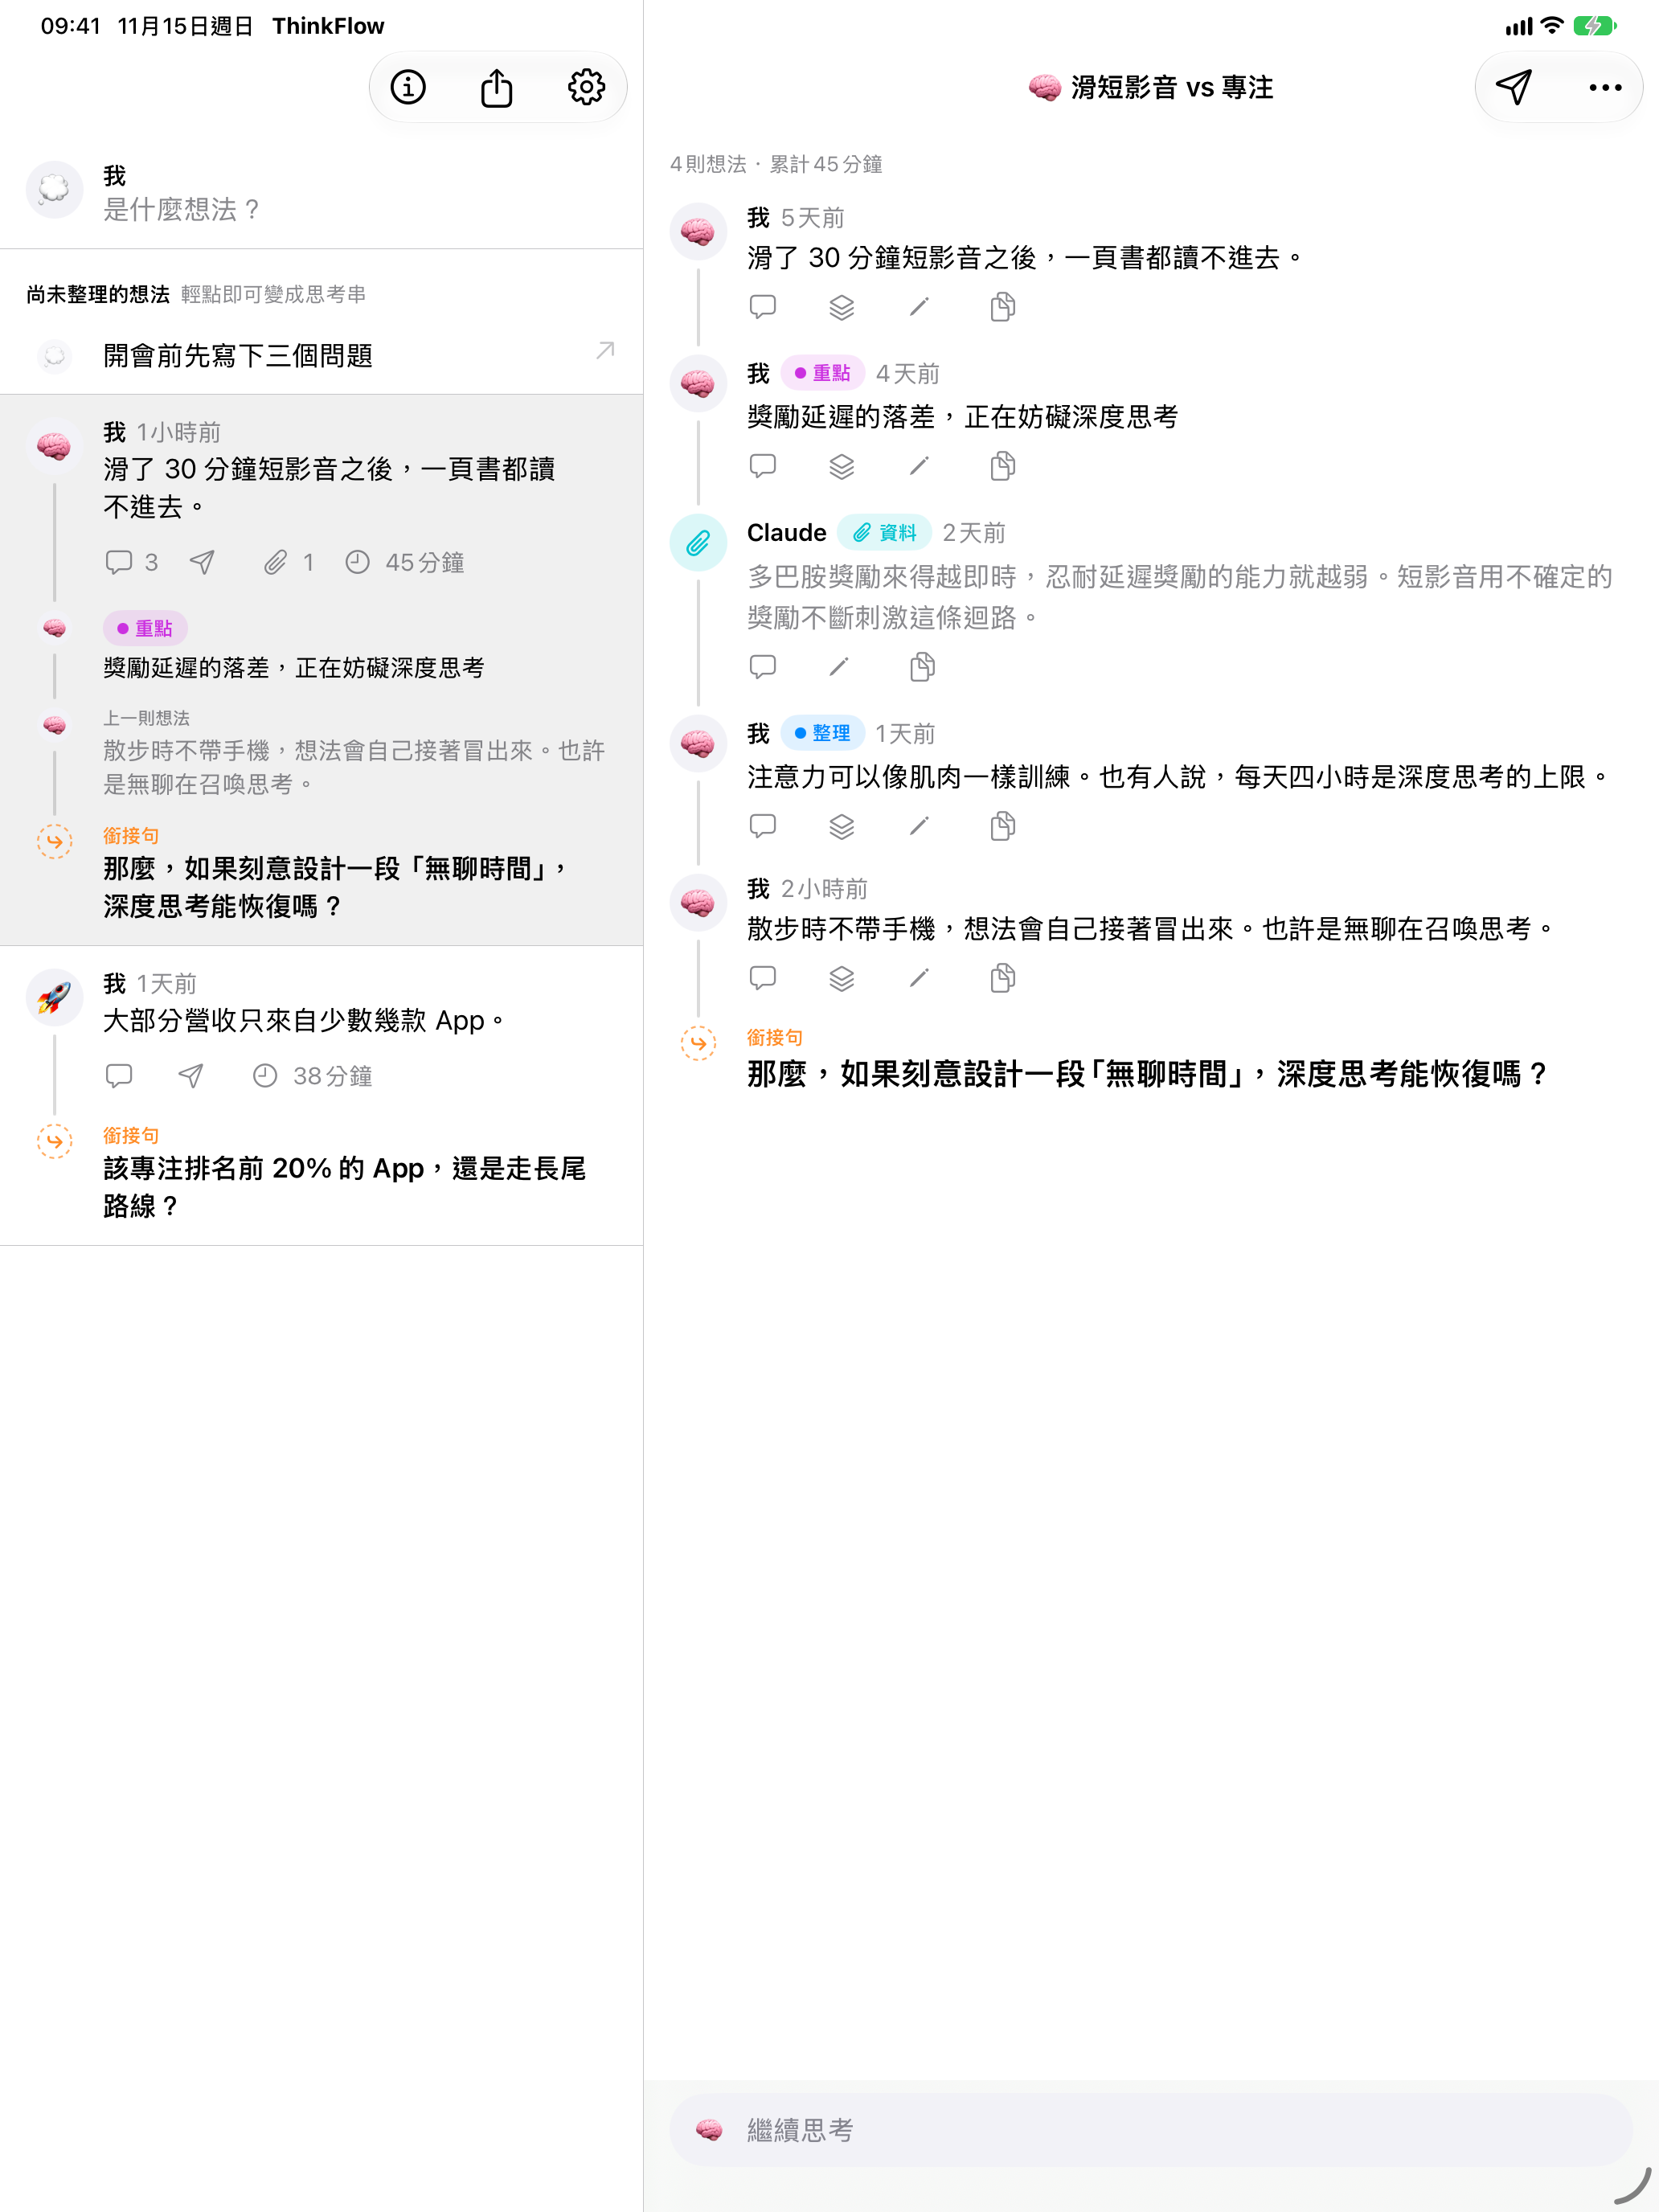 09:41 11月15日週日 ThinkFlow
我
是什麼想法？
尚未整理的想法 輕點即可變成思考串
開會前先寫下三個問題
我 1小時前
滑了 30 分鐘短影音之後，一頁書都讀
不進去。
3 1 45分鐘
重點
獎勵延遲的落差，正在妨礙深度思考
上一則想法
散步時不帶手機，想法會自己接著冒出來。也許
是無聊在召喚思考。
銜接句
那麼，如果刻意設計一段「無聊時間」，
深度思考能恢復嗎？
我 1天前
大部分營收只來自少數幾款 App。
38分鐘
銜接句
該專注排名前 20% 的 App，還是走長尾
路線？
滑短影音 vs 專注
4則想法 · 累計45分鐘
我 5天前
滑了 30 分鐘短影音之後，一頁書都讀不進去。
我 重點 4天前
獎勵延遲的落差，正在妨礙深度思考
Claude 資料 2天前
多巴胺獎勵來得越即時，忍耐延遲獎勵的能力就越弱。短影音用不確定的
獎勵不斷刺激這條迴路。
我 整理 1天前
注意力可以像肌肉一樣訓練。也有人說，每天四小時是深度思考的上限。
我 2小時前
散步時不帶手機，想法會自己接著冒出來。也許是無聊在召喚思考。
銜接句
那麼，如果刻意設計一段「無聊時間」，深度思考能恢復嗎？
繼續思考